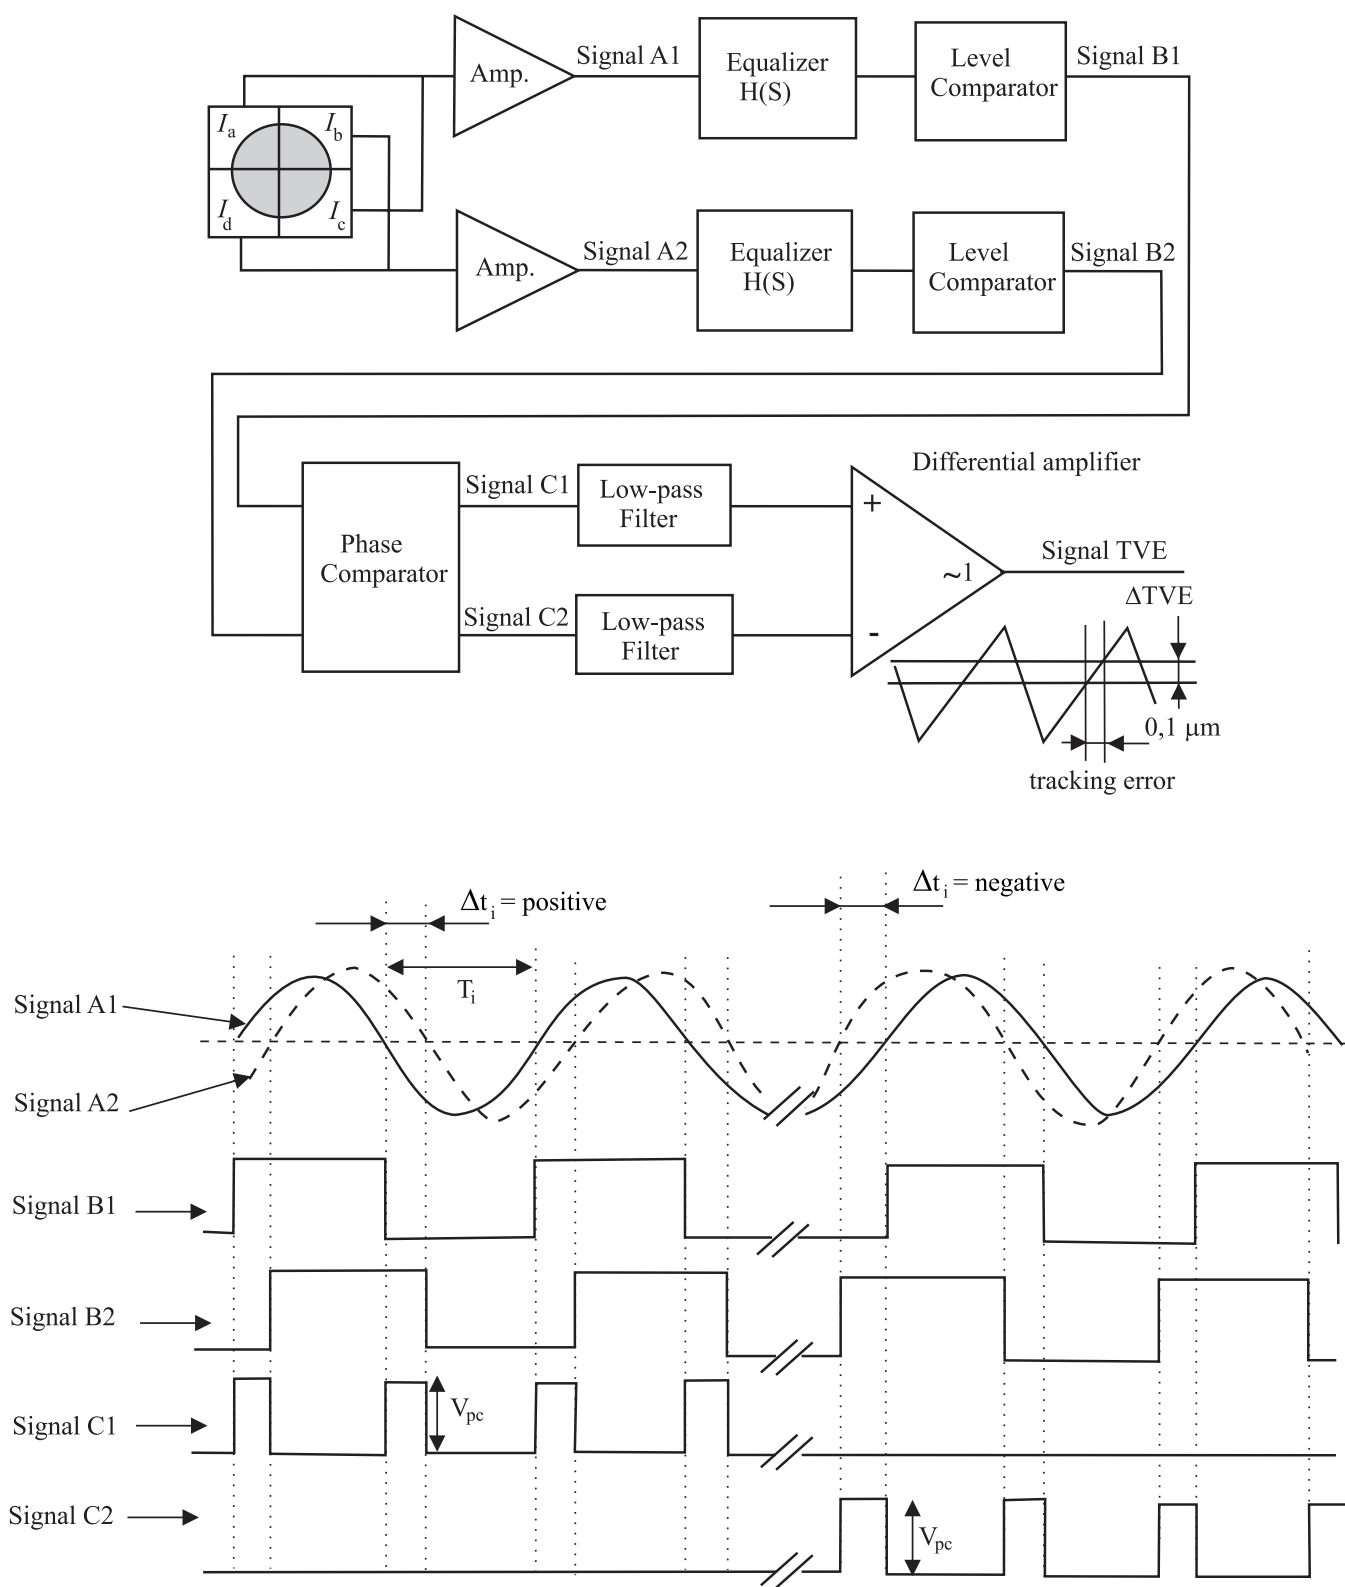 Amp.
Signal A1
Equalizer
H(S)
Level
Comparator
Signal B1
Ia
Ib
Id
Ic
Amp.
Signal A2
Equalizer
H(S)
Level
Comparator
Signal B2
Phase
Comparator
Signal C1
Low-pass
Filter
Signal C2
Low-pass
Filter
Differential amplifier
+
-
~1
Signal TVE
ΔTVE
0,1 μm
tracking error
Δti = positive
Δti = negative
Ti
Signal A1
Signal A2
Signal B1
Signal B2
Signal C1
Vpc
Signal C2
Vpc